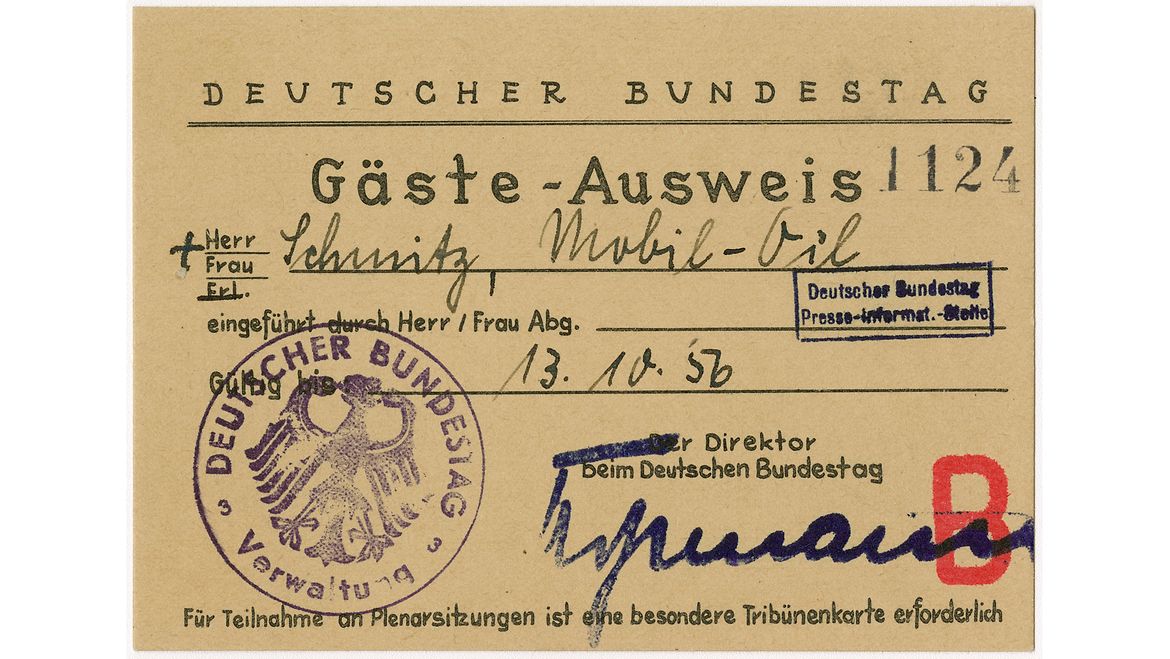 DEUTSCHER BUNDESTAG
Gäste-Ausweis 1124
Herr Schmitz, Mobil-Oil
Frau
Frl.
Deutscher Bundestag
Presse-Informat.-Stelle
eingeführt durch Herr / Frau Abg.
Gültig bis 13. 10. 56
DEUTSCHER BUNDESTAG
3 3
Verwaltung
Der Direktor
beim Deutschen Bundestag
B
Für Teilnahme an Plenarsitzungen ist eine besondere Tribünenkarte erforderlich